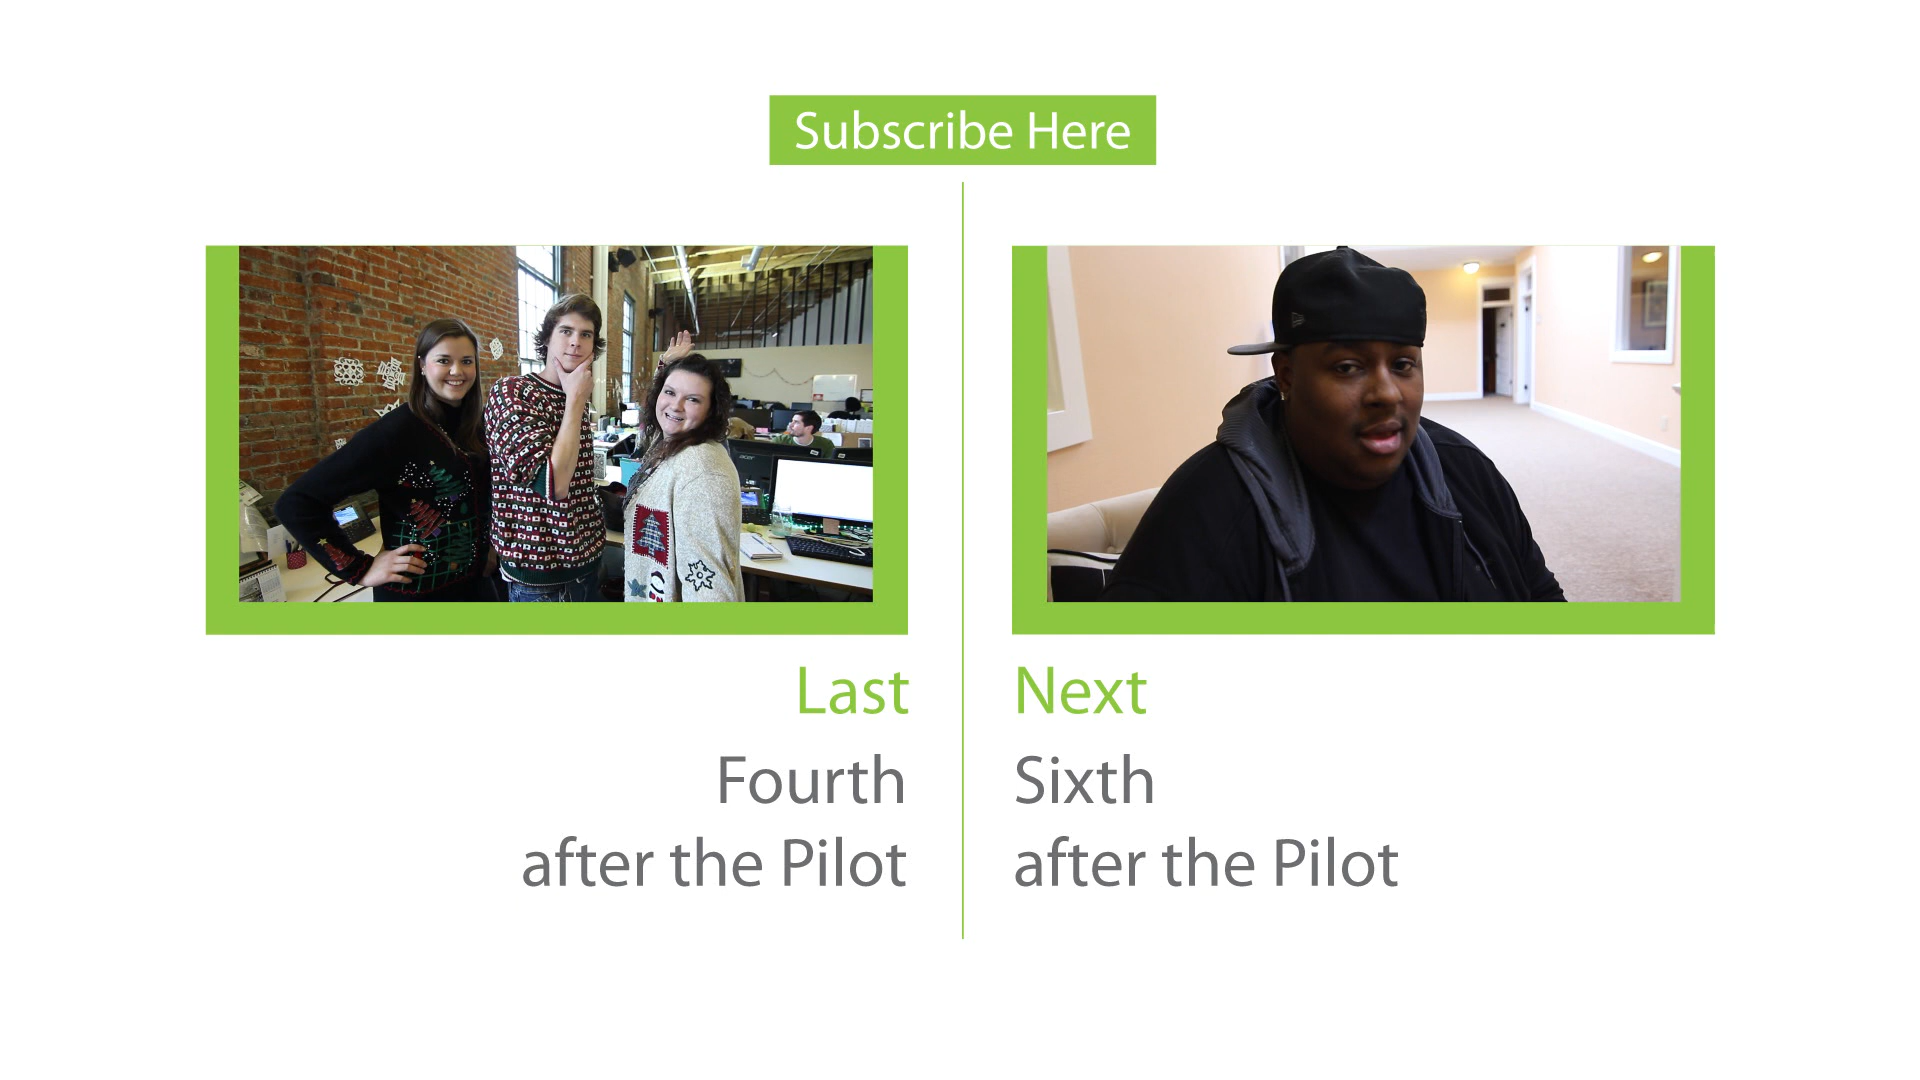 Subscribe Here
Last
Fourth
after the Pilot
Next
Sixth
after the Pilot